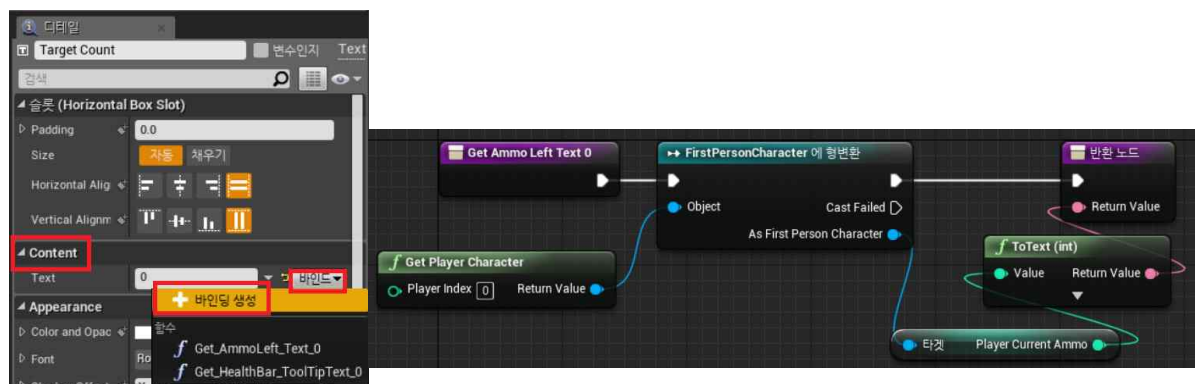 디테일
Target Count
변수인지
Text
검색
슬롯 (Horizontal Box Slot)
Padding
0.0
Size
자동
채우기
Horizontal Alig
Vertical Alignm
Content
Text
0
바인드
바인딩 생성
Appearance
Color and Opac
함수
Font
Ro
Get_AmmoLeft_Text_0
Get_HealthBar_ToolTipText_0
Get Ammo Left Text 0
FirstPersonCharacter 에 형변환
Object
Cast Failed
As First Person Character
Get Player Character
Player Index
0
Return Value
반환 노드
Return Value
ToText (int)
Value
Return Value
타겟
Player Current Ammo